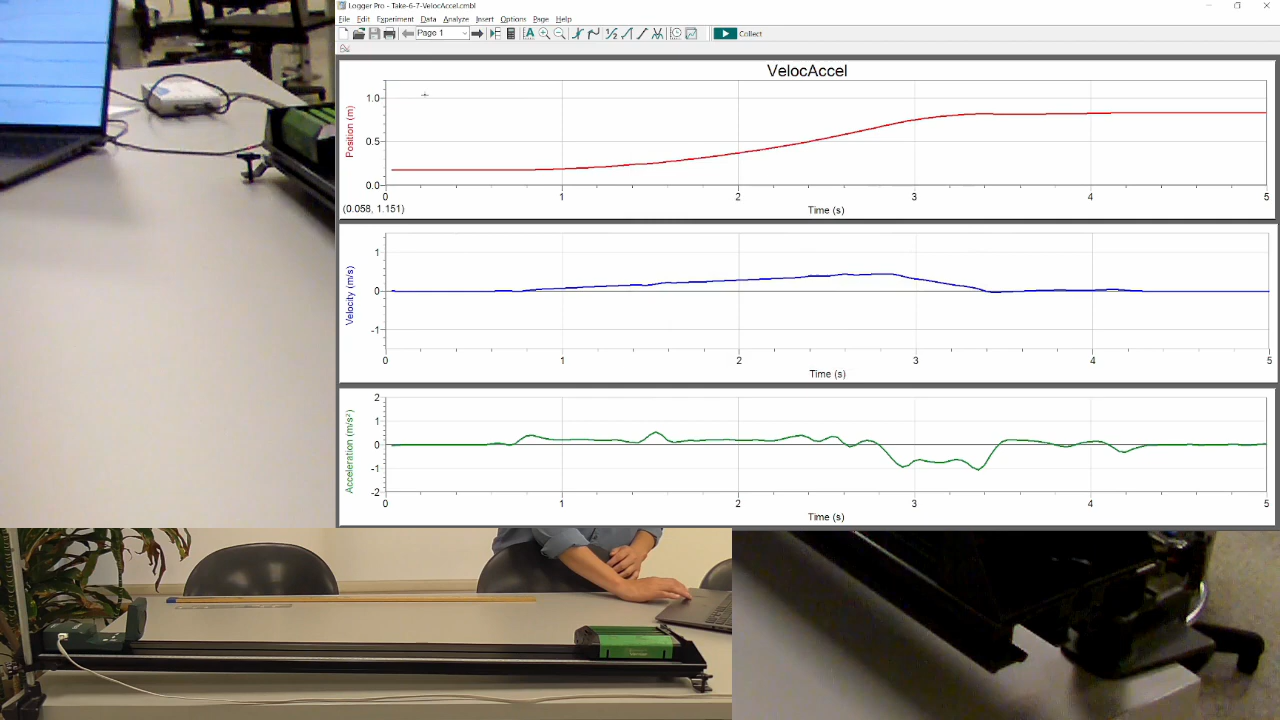 Logger Pro - Take-6-7-VelocAccel.cmbl
File Edit Experiment Data Analyze Insert Options Page Help
Page 1
Collect
VelocAccel
Position (m)
1.0
0.5
0.0
0 1 2 3 4 5
(0.058, 1.151)
Time (s)
Velocity (m/s)
1
0
-1
0 1 2 3 4 5
Time (s)
Acceleration (m/s²)
2
1
0
-1
-2
0 1 2 3 4 5
Time (s)